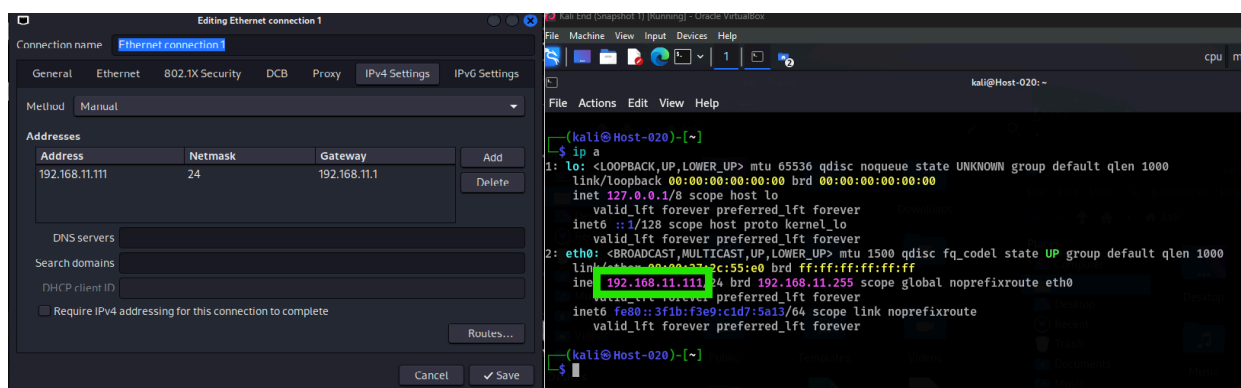 Editing Ethernet connection 1
Connection name Ethernet connection 1
General Ethernet 802.1X Security DCB Proxy IPv4 Settings IPv6 Settings
Method Manual
Addresses
Address Netmask Gateway
192.168.11.111 24 192.168.11.1
Add
Delete
DNS servers
Search domains
DHCP client ID
Require IPv4 addressing for this connection to complete
Routes...
Cancel Save
Kali End (Snapshot 1) [Running] - Oracle VirtualBox
File Machine View Input Devices Help
1 cpu
kali@Host-020: ~
File Actions Edit View Help
(kali㉿Host-020)-[~]
$ ip a
1: lo: <LOOPBACK,UP,LOWER_UP> mtu 65536 qdisc noqueue state UNKNOWN group default qlen 1000
link/loopback 00:00:00:00:00:00 brd 00:00:00:00:00:00
inet 127.0.0.1/8 scope host lo
valid_lft forever preferred_lft forever
inet6 ::1/128 scope host proto kernel_lo
valid_lft forever preferred_lft forever
2: eth0: <BROADCAST,MULTICAST,UP,LOWER_UP> mtu 1500 qdisc fq_codel state UP group default qlen 1000
brd ff:ff:ff:ff:ff:ff
192.168.11.111/24 brd 192.168.11.255 scope global noprefixroute eth0
valid_lft forever preferred_lft forever
inet6 fe80::3f1b:f3e9:c1d7:5a13/64 scope link noprefixroute
valid_lft forever preferred_lft forever
(kali㉿Host-020)-[~]
$